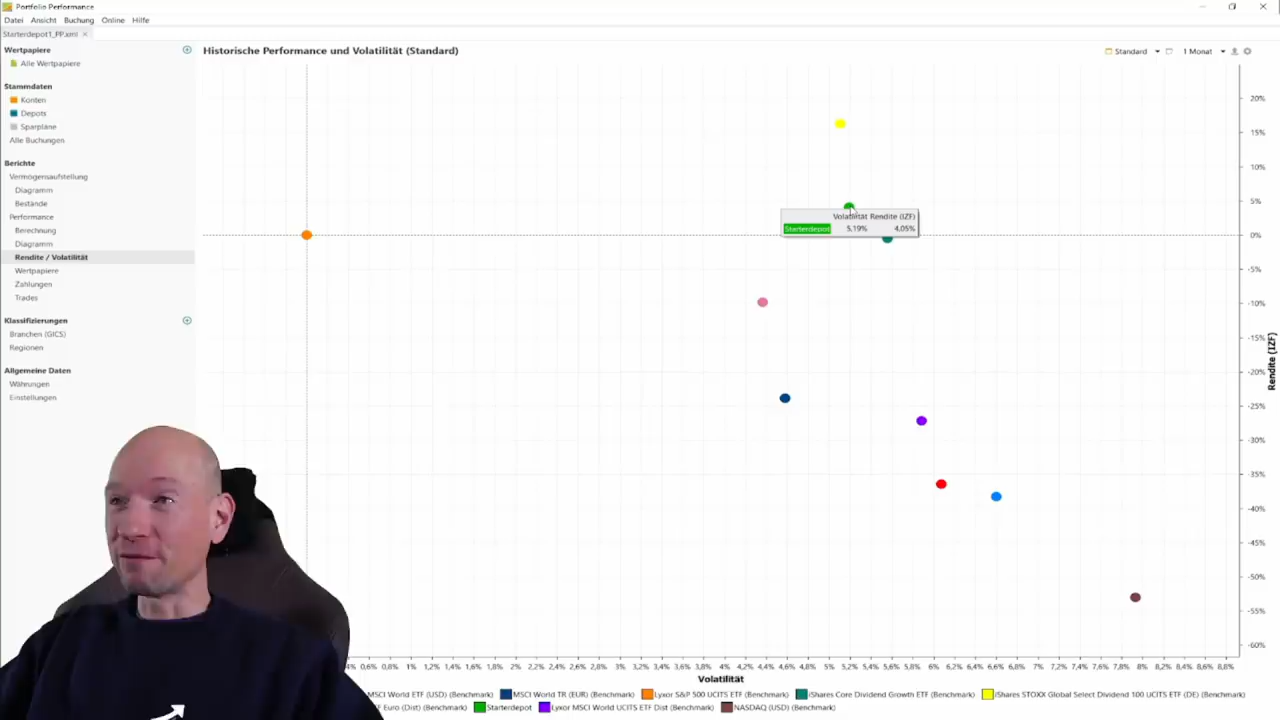 Portfolio Performance
Datei Ansicht Buchung Online Hilfe
Starterdepot1_PP.xml
Wertpapiere
Alle Wertpapiere
Stammdaten
Konten
Depots
Sparpläne
Alle Buchungen
Berichte
Vermögensaufstellung
Diagramm
Bestände
Performance
Berechnung
Diagramm
Rendite / Volatilität
Wertpapiere
Zahlungen
Trades
Klassifizierungen
Branchen (GICS)
Regionen
Allgemeine Daten
Währungen
Einstellungen
Historische Performance und Volatilität (Standard)
Standard 1 Monat
20%
15%
10%
5%
0%
-5%
-10%
-15%
-20%
-25%
-30%
-35%
-40%
-45%
-50%
-55%
-60%
Rendite (IZF)
Volatilität Rendite (IZF)
Starterdepot 5,19% 4,05%
0,6% 0,8% 1% 1,2% 1,4% 1,6% 1,8% 2% 2,2% 2,4% 2,6% 2,8% 3% 3,2% 3,4% 3,6% 3,8% 4% 4,2% 4,4% 4,6% 4,8% 5% 5,2% 5,4% 5,6% 5,8% 6% 6,2% 6,4% 6,6% 6,8% 7% 7,2% 7,4% 7,6% 7,8% 8% 8,2% 8,4% 8,6% 8,8%
Volatilität
MSCI World ETF (USD) (Benchmark) MSCI World TR (EUR) (Benchmark) Lyxor S&P 500 UCITS ETF (Benchmark) iShares Core Dividend Growth ETF (Benchmark) iShares STOXX Global Select Dividend 100 UCITS ETF (DE) (Benchmark)
Euro (Dist) (Benchmark) Starterdepot Lyxor MSCI World UCITS ETF Dist (Benchmark) NASDAQ (USD) (Benchmark)